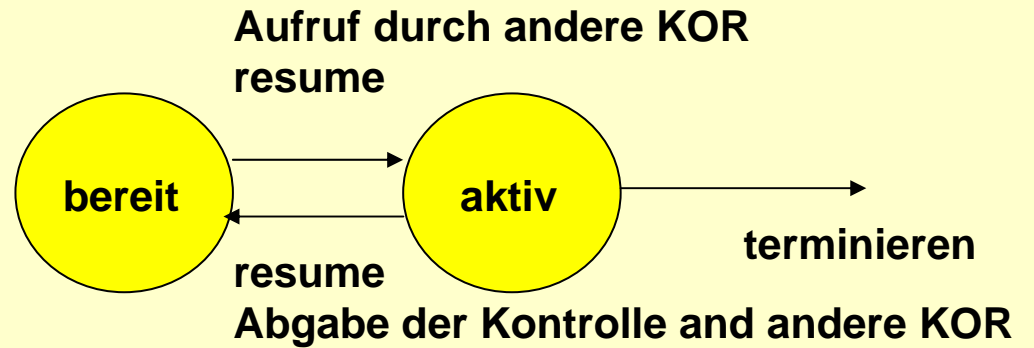 Aufruf durch andere KOR
resume
bereit
aktiv
terminieren
resume
Abgabe der Kontrolle and andere KOR